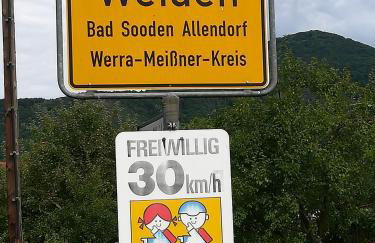 Weiden
Bad Sooden Allendorf
Werra-Meißner-Kreis
FREIWILLIG
30 km/h